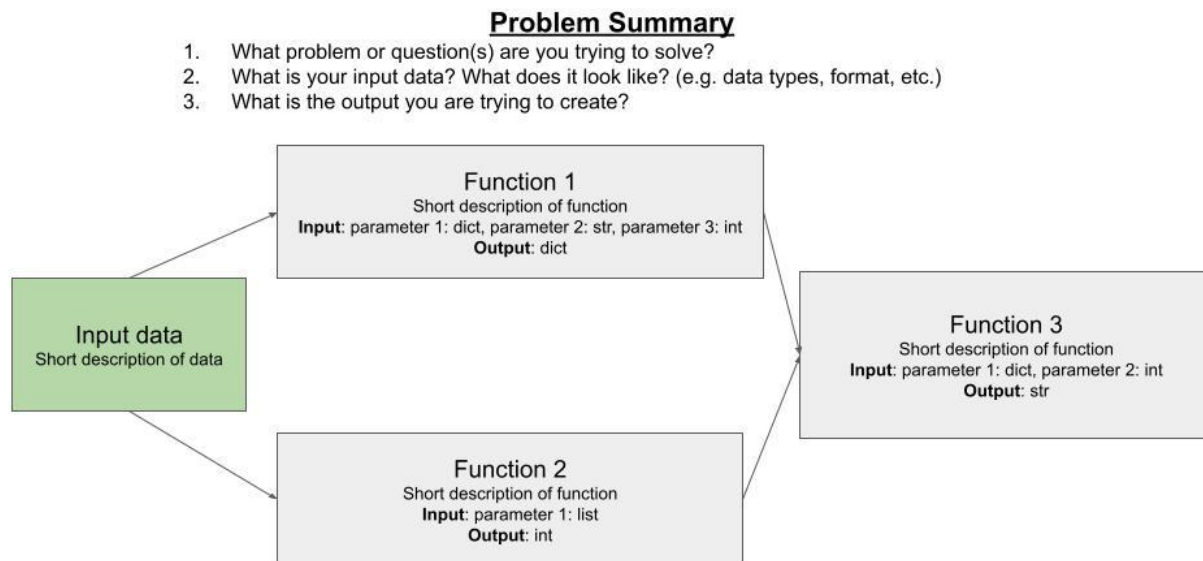 Problem Summary
1. What problem or question(s) are you trying to solve?
2. What is your input data? What does it look like? (e.g. data types, format, etc.)
3. What is the output you are trying to create?
Function 1
Short description of function
Input: parameter 1: dict, parameter 2: str, parameter 3: int
Output: dict
Input data
Short description of data
Function 2
Short description of function
Input: parameter 1: list
Output: int
Function 3
Short description of function
Input: parameter 1: dict, parameter 2: int
Output: str